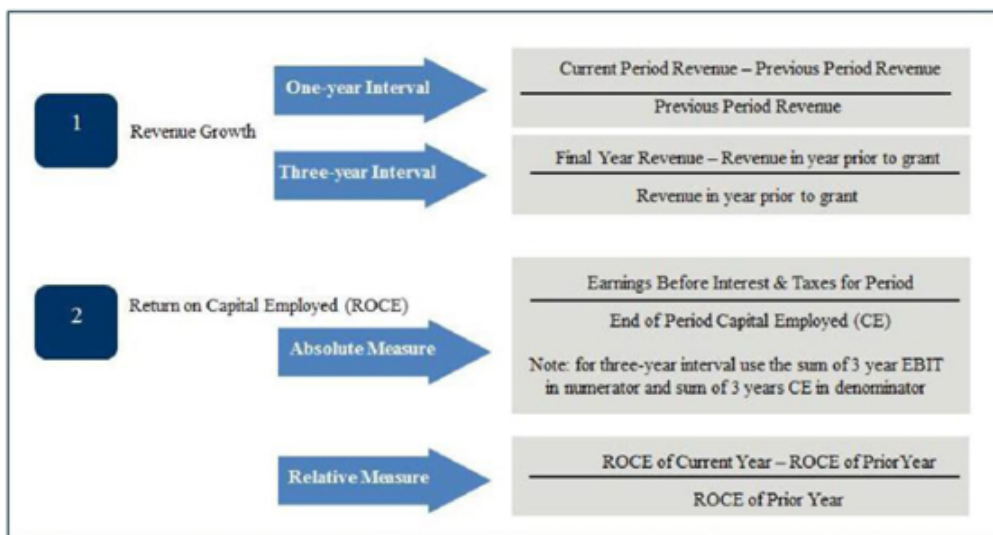 1
Revenue Growth
One-year Interval
Current Period Revenue – Previous Period Revenue
Previous Period Revenue
Three-year Interval
Final Year Revenue – Revenue in year prior to grant
Revenue in year prior to grant
2
Return on Capital Employed (ROCE)
Absolute Measure
Earnings Before Interest & Taxes for Period
End of Period Capital Employed (CE)
Note: for three-year interval use the sum of 3 year EBIT
in numerator and sum of 3 years CE in denominator
Relative Measure
ROCE of Current Year – ROCE of Prior Year
ROCE of Prior Year